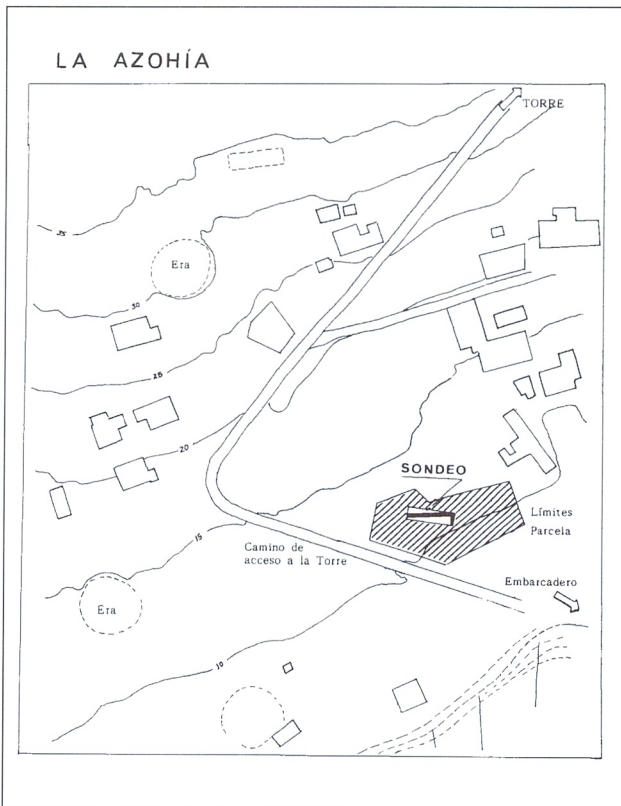 LA AZOHÍA
TORRE
35
Era
30
25
20
SONDEO
Límites
Parcela
15
Camino de
acceso a la Torre
Embarcadero
Era
10